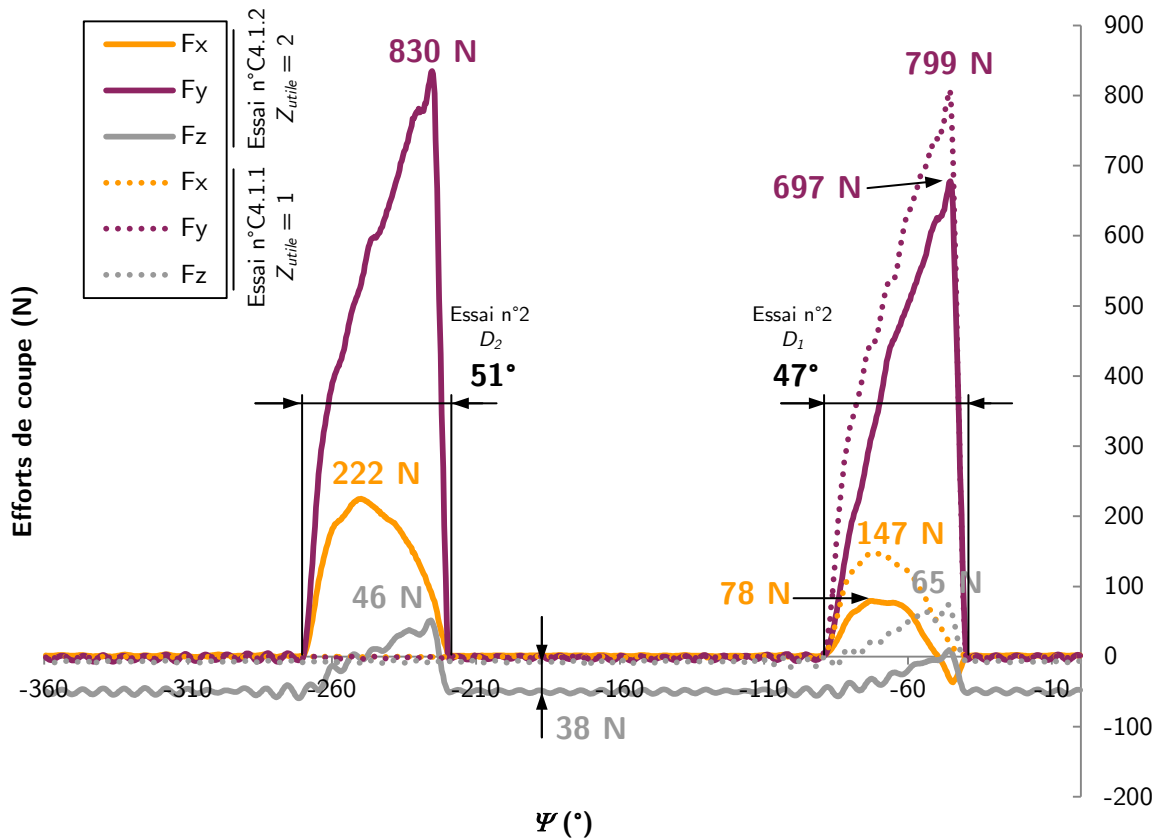 Fx
Fy
Fz
Essai n°C4.1.2
Zutile = 2
Fx
Fy
Fz
Essai n°C4.1.1
Zutile = 1
830 N
799 N
697 N
Essai n°2
D2
51°
Essai n°2
D1
47°
222 N
147 N
78 N
65 N
46 N
38 N
Efforts de coupe (N)
900
800
700
600
500
400
300
200
100
0
-100
-200
-360
-310
-260
-210
-160
-110
-60
-10
Ψ (°)